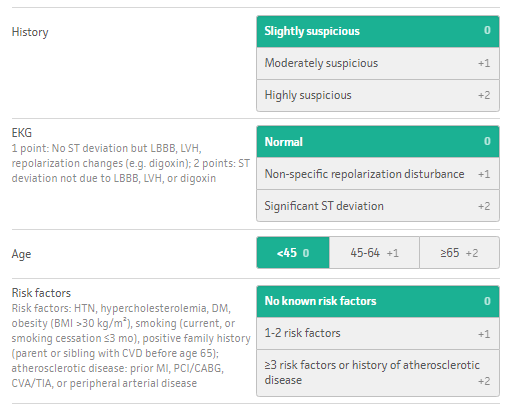 History
Slightly suspicious 0
Moderately suspicious +1
Highly suspicious +2
EKG
1 point: No ST deviation but LBBB, LVH,
repolarization changes (e.g. digoxin); 2 points: ST
deviation not due to LBBB, LVH, or digoxin
Normal 0
Non-specific repolarization disturbance +1
Significant ST deviation +2
Age
<45 0 45-64 +1 ≥65 +2
Risk factors
Risk factors: HTN, hypercholesterolemia, DM,
obesity (BMI >30 kg/m²), smoking (current, or
smoking cessation ≤3 mo), positive family history
(parent or sibling with CVD before age 65);
atherosclerotic disease: prior MI, PCI/CABG,
CVA/TIA, or peripheral arterial disease
No known risk factors 0
1-2 risk factors +1
≥3 risk factors or history of atherosclerotic
disease +2